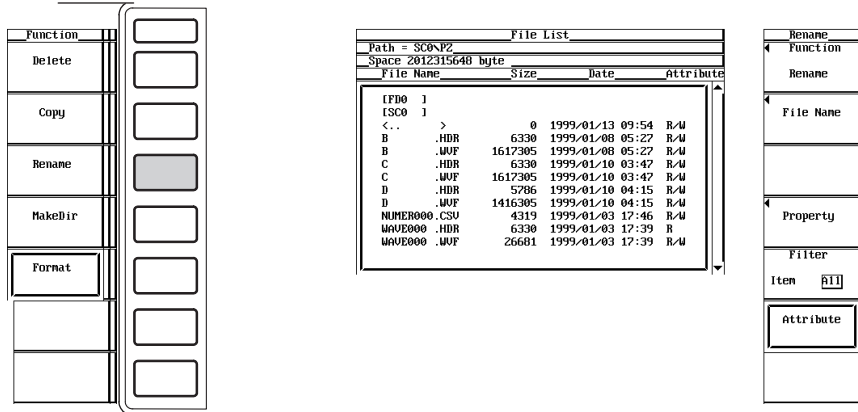 Function
Delete
Copy
Rename
MakeDir
Format
File List
Path = SC0\PZ
Space 2012315648 byte
File Name Size Date Attribute
[FD0 ]
[SC0 ]
<.. > 0 1999/01/13 09:54 R/W
B .HDR 6330 1999/01/08 05:27 R/W
B .WVF 1617305 1999/01/08 05:27 R/W
C .HDR 6330 1999/01/10 03:47 R/W
C .WVF 1617305 1999/01/10 03:47 R/W
D .HDR 5786 1999/01/10 04:15 R/W
D .WVF 1416305 1999/01/10 04:15 R/W
NUMER000.CSV 4319 1999/01/03 17:46 R/W
WAVE000 .HDR 6330 1999/01/03 17:39 R
WAVE000 .WVF 26681 1999/01/03 17:39 R/W
Rename
Function
Rename
File Name
Property
Filter
Item All
Attribute